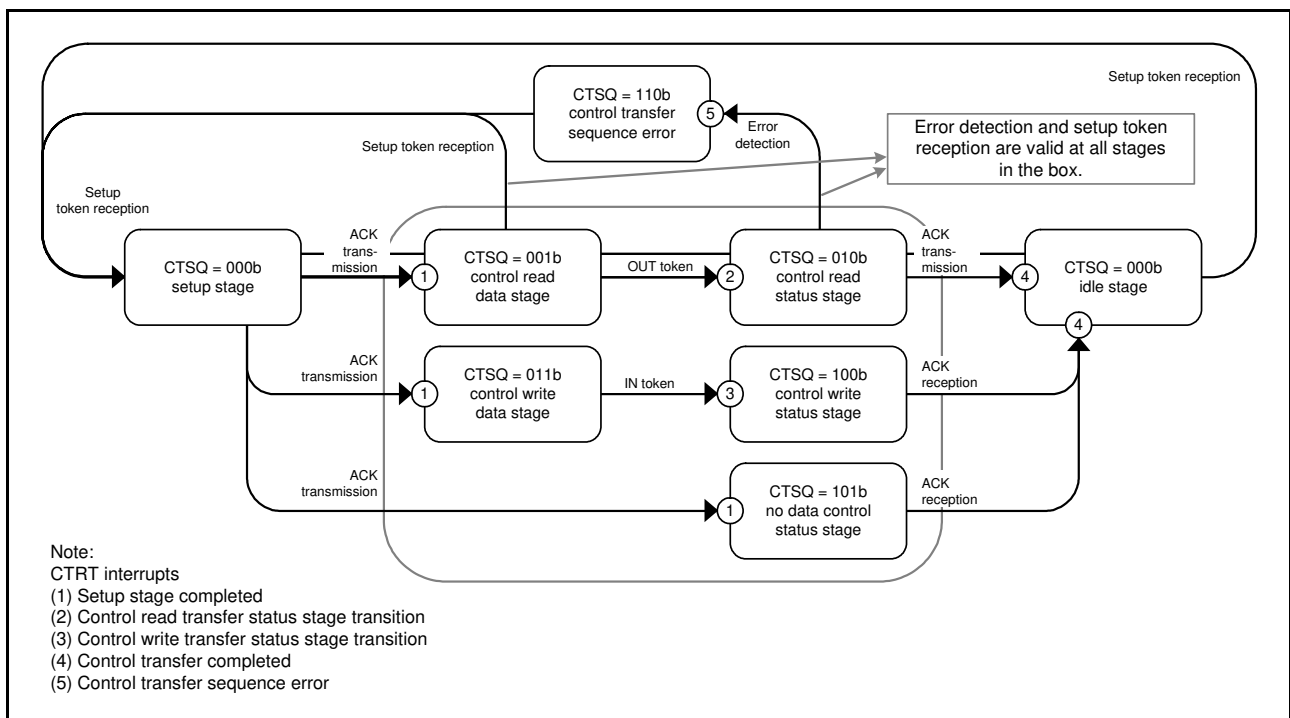 Setup token reception
CTSQ = 110b
control transfer
sequence error
5
Error
detection
Setup token reception
Error detection and setup token
reception are valid at all stages
in the box.
Setup
token reception
CTSQ = 000b
setup stage
ACK
trans-
mission
1
CTSQ = 001b
control read
data stage
OUT token
2
CTSQ = 010b
control read
status stage
ACK
trans-
mission
4
CTSQ = 000b
idle stage
4
ACK
transmission
1
CTSQ = 011b
control write
data stage
IN token
3
CTSQ = 100b
control write
status stage
ACK
reception
ACK
transmission
1
CTSQ = 101b
no data control
status stage
ACK
reception
Note:
CTRT interrupts
(1) Setup stage completed
(2) Control read transfer status stage transition
(3) Control write transfer status stage transition
(4) Control transfer completed
(5) Control transfer sequence error